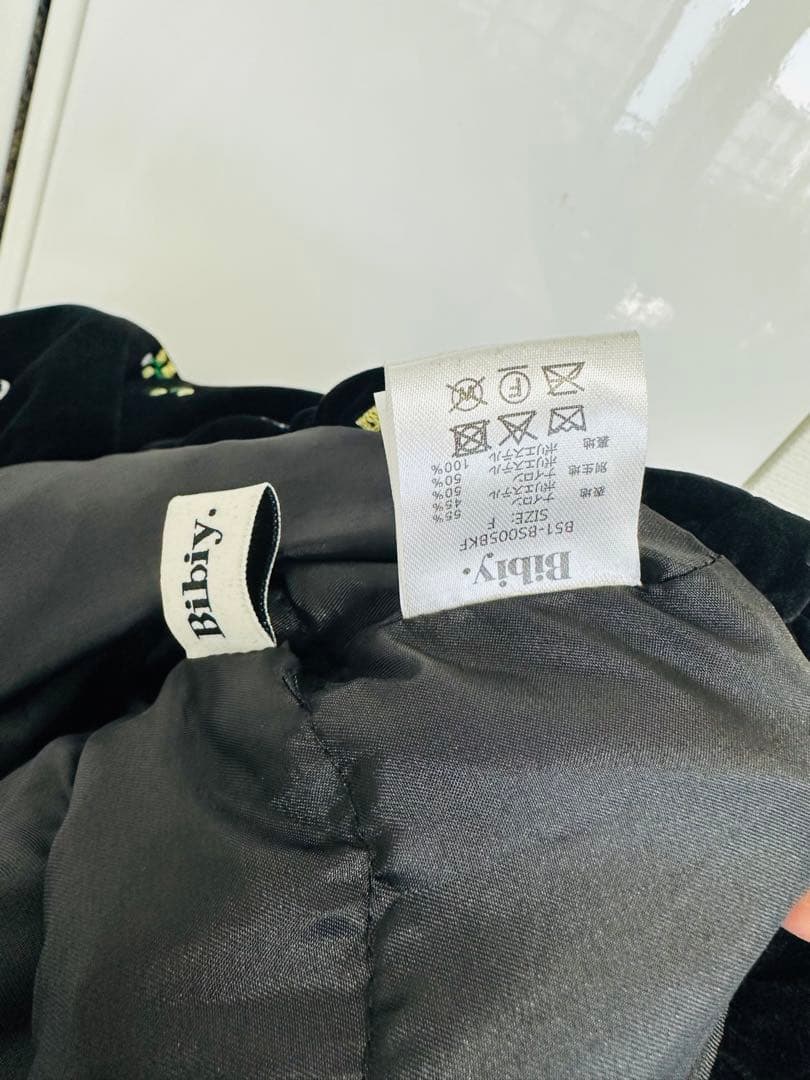 Bibiy.
Bibiy.
B51-BS005BKF
SIZE: F
表地 ナイロン 55%
ポリエステル 45%
別生地 ナイロン 50%
ポリエステル 50%
裏地 ポリエステル 100%
F W